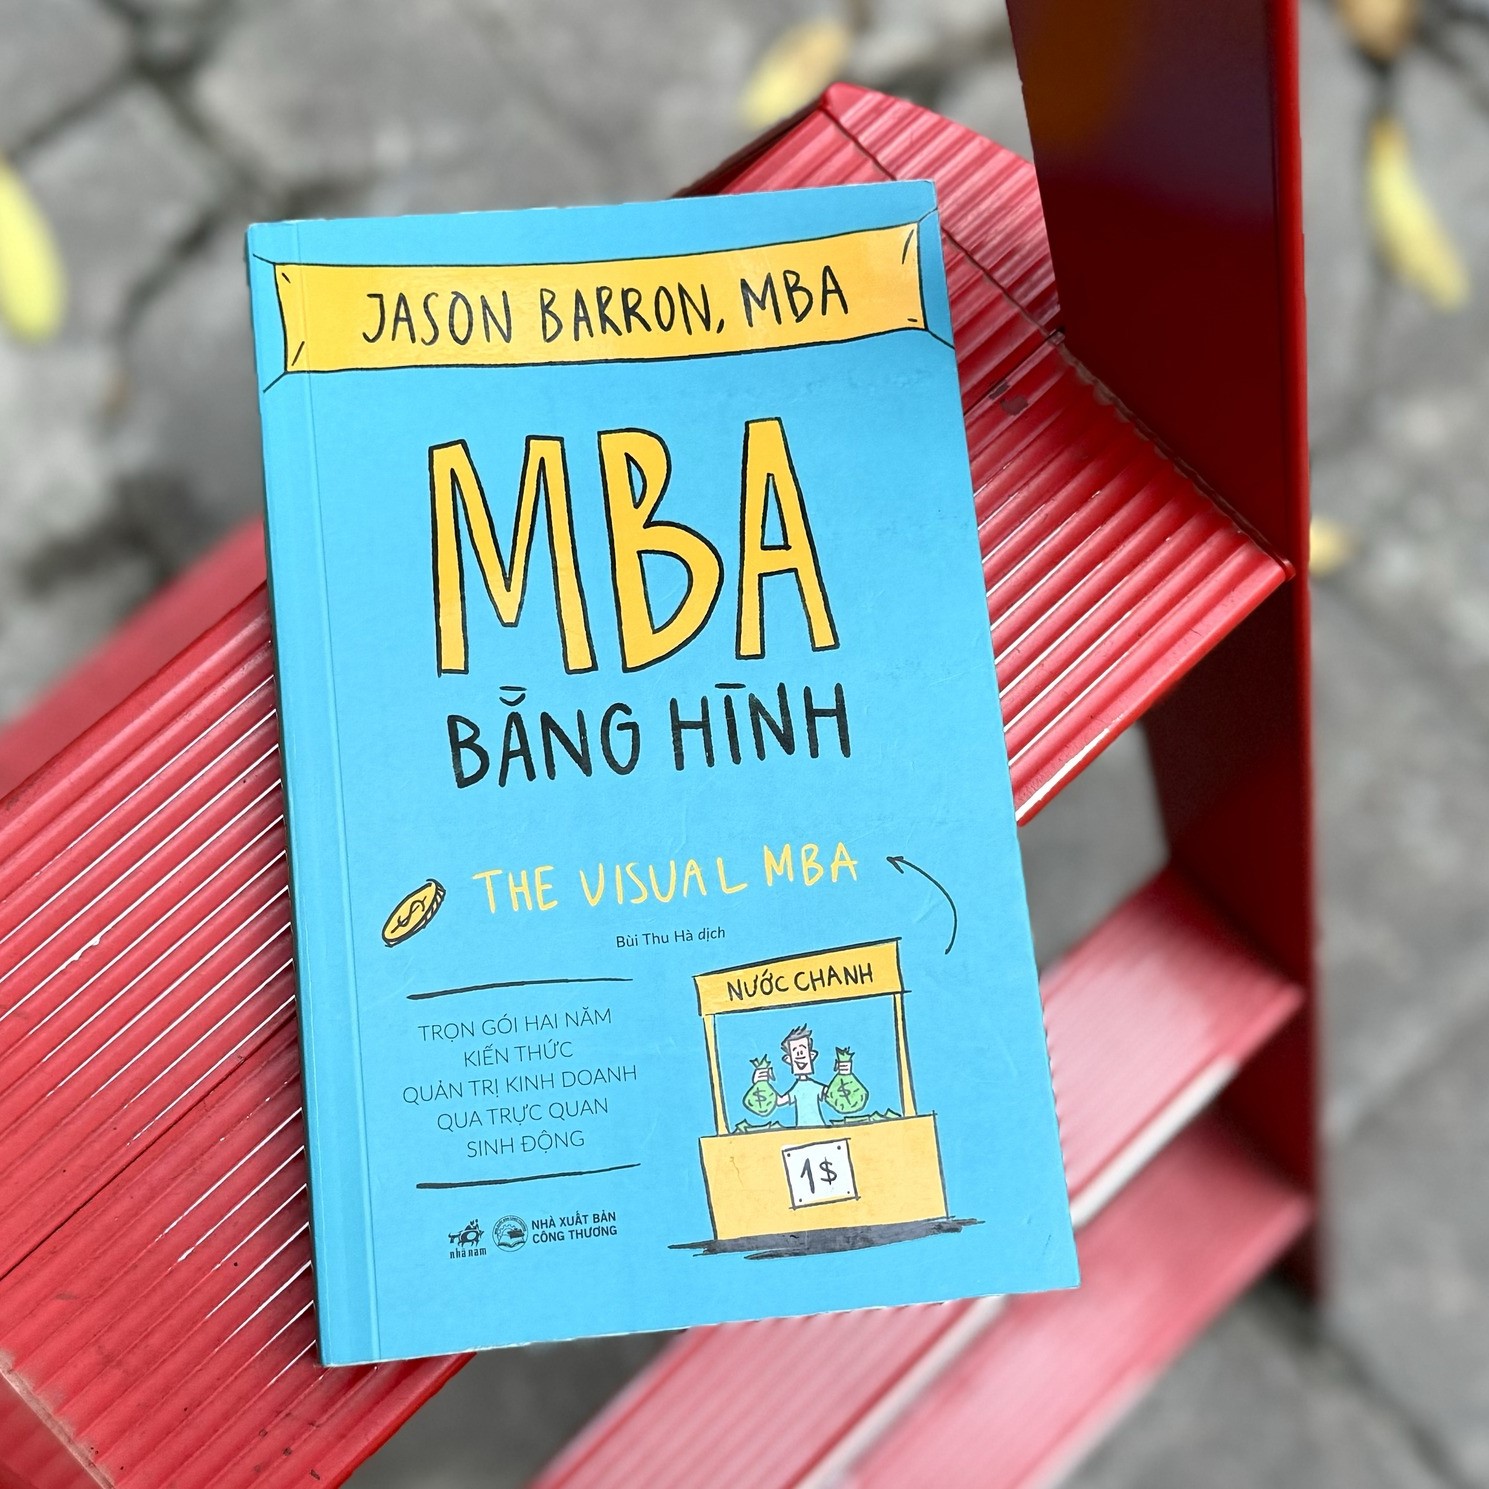 JASON BARRON, MBA
MBA
BẰNG HÌNH
THE VISUAL MBA
Bùi Thu Hà dịch
TRỌN GÓI HAI NĂM
KIẾN THỨC
QUẢN TRỊ KINH DOANH
QUA TRỰC QUAN
SINH ĐỘNG
NƯỚC CHANH
$ $
1$
nhã nam
NHÀ XUẤT BẢN
CÔNG THƯƠNG